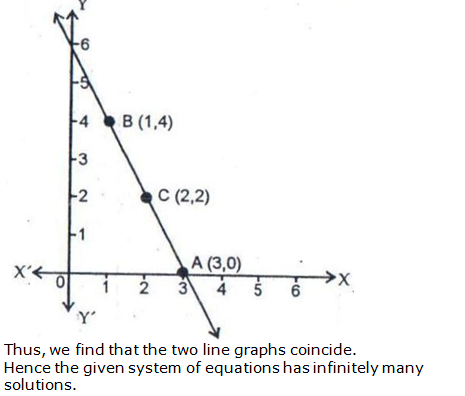 Y
6
5
4 B (1,4)
3
2 C (2,2)
1
A (3,0)
X′ 0 1 2 3 4 5 6 X
Y′
Thus, we find that the two line graphs coincide.
Hence the given system of equations has infinitely many
solutions.